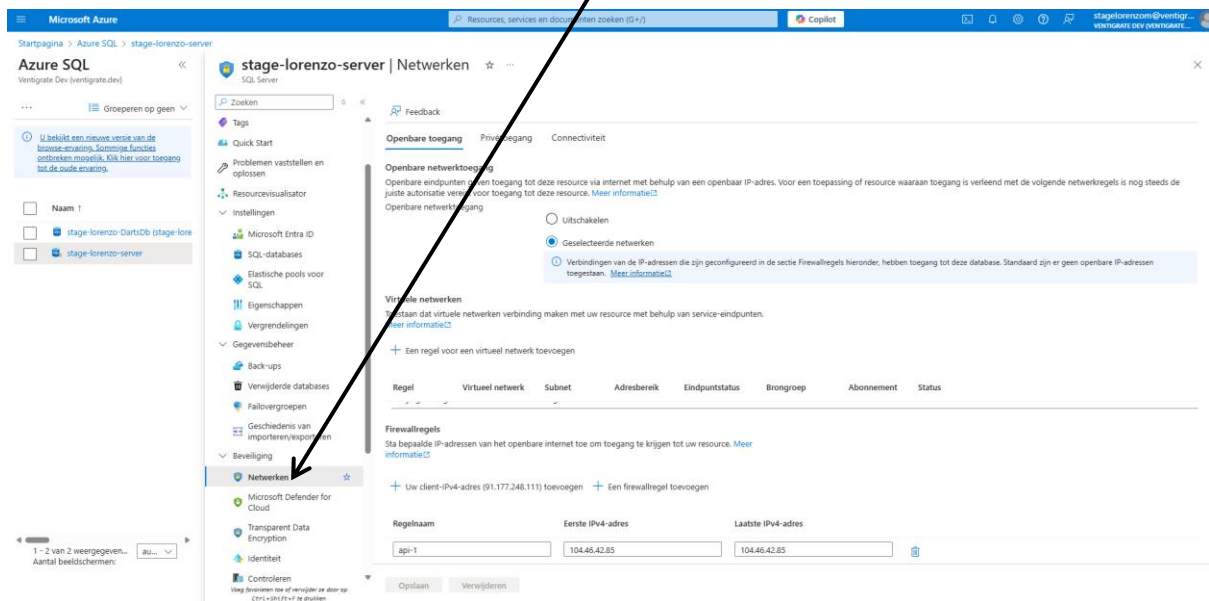 Microsoft Azure
Resources, services en documenten zoeken (G+/)
Copilot
stagelorenzom@ventigr...
VENTIGRATE DEV (VENTIGRATE....
Startpagina > Azure SQL > stage-lorenzo-server
Azure SQL
Ventigrate Dev (ventigrate.dev)
... Groeperen op geen
U bekijkt een nieuwe versie van de
browse-ervaring. Sommige functies
ontbreken mogelijk. Klik hier voor toegang
tot de oude ervaring.
Naam ↑
stage-lorenzo-DartsDb (stage-lore
stage-lorenzo-server
1 - 2 van 2 weergegeven... au...
Aantal beeldschermen:
stage-lorenzo-server | Netwerken
SQL Server
Zoeken
Tags
Quick Start
Problemen vaststellen en
oplossen
Resourcevisualisator
Instellingen
Microsoft Entra ID
SQL-databases
Elastische pools voor
SQL
Eigenschappen
Vergrendelingen
Gegevensbeheer
Back-ups
Verwijderde databases
Failovergroepen
Geschiedenis van
importeren/exporteren
Beveiliging
Netwerken
Microsoft Defender for
Cloud
Transparent Data
Encryption
Identiteit
Controleren
Voeg favorieten toe of verwijder ze door op
Ctrl+Shift+F te drukken
Feedback
Openbare toegang Privétoegang Connectiviteit
Openbare netwerktoegang
Openbare eindpunten geven toegang tot deze resource via internet met behulp van een openbaar IP-adres. Voor een toepassing of resource waaraan toegang is verleend met de volgende netwerkregels is nog steeds de
juiste autorisatie vereist voor toegang tot deze resource. Meer informatie
Openbare netwerktoegang
Uitschakelen
Geselecteerde netwerken
Verbindingen van de IP-adressen die zijn geconfigureerd in de sectie Firewallregels hieronder, hebben toegang tot deze database. Standaard zijn er geen openbare IP-adressen
toegestaan. Meer informatie
Virtuele netwerken
Toestaan dat virtuele netwerken verbinding maken met uw resource met behulp van service-eindpunten.
Meer informatie
+ Een regel voor een virtueel netwerk toevoegen
Regel Virtueel netwerk Subnet Adresbereik Eindpuntstatus Brongroep Abonnement Status
Firewallregels
Sta bepaalde IP-adressen van het openbare internet toe om toegang te krijgen tot uw resource. Meer
informatie
+ Uw client-IPv4-adres (91.177.248.111) toevoegen + Een firewallregel toevoegen
Regelnaam Eerste IPv4-adres Laatste IPv4-adres
api-1 104.46.42.85 104.46.42.85
Opslaan Verwijderen